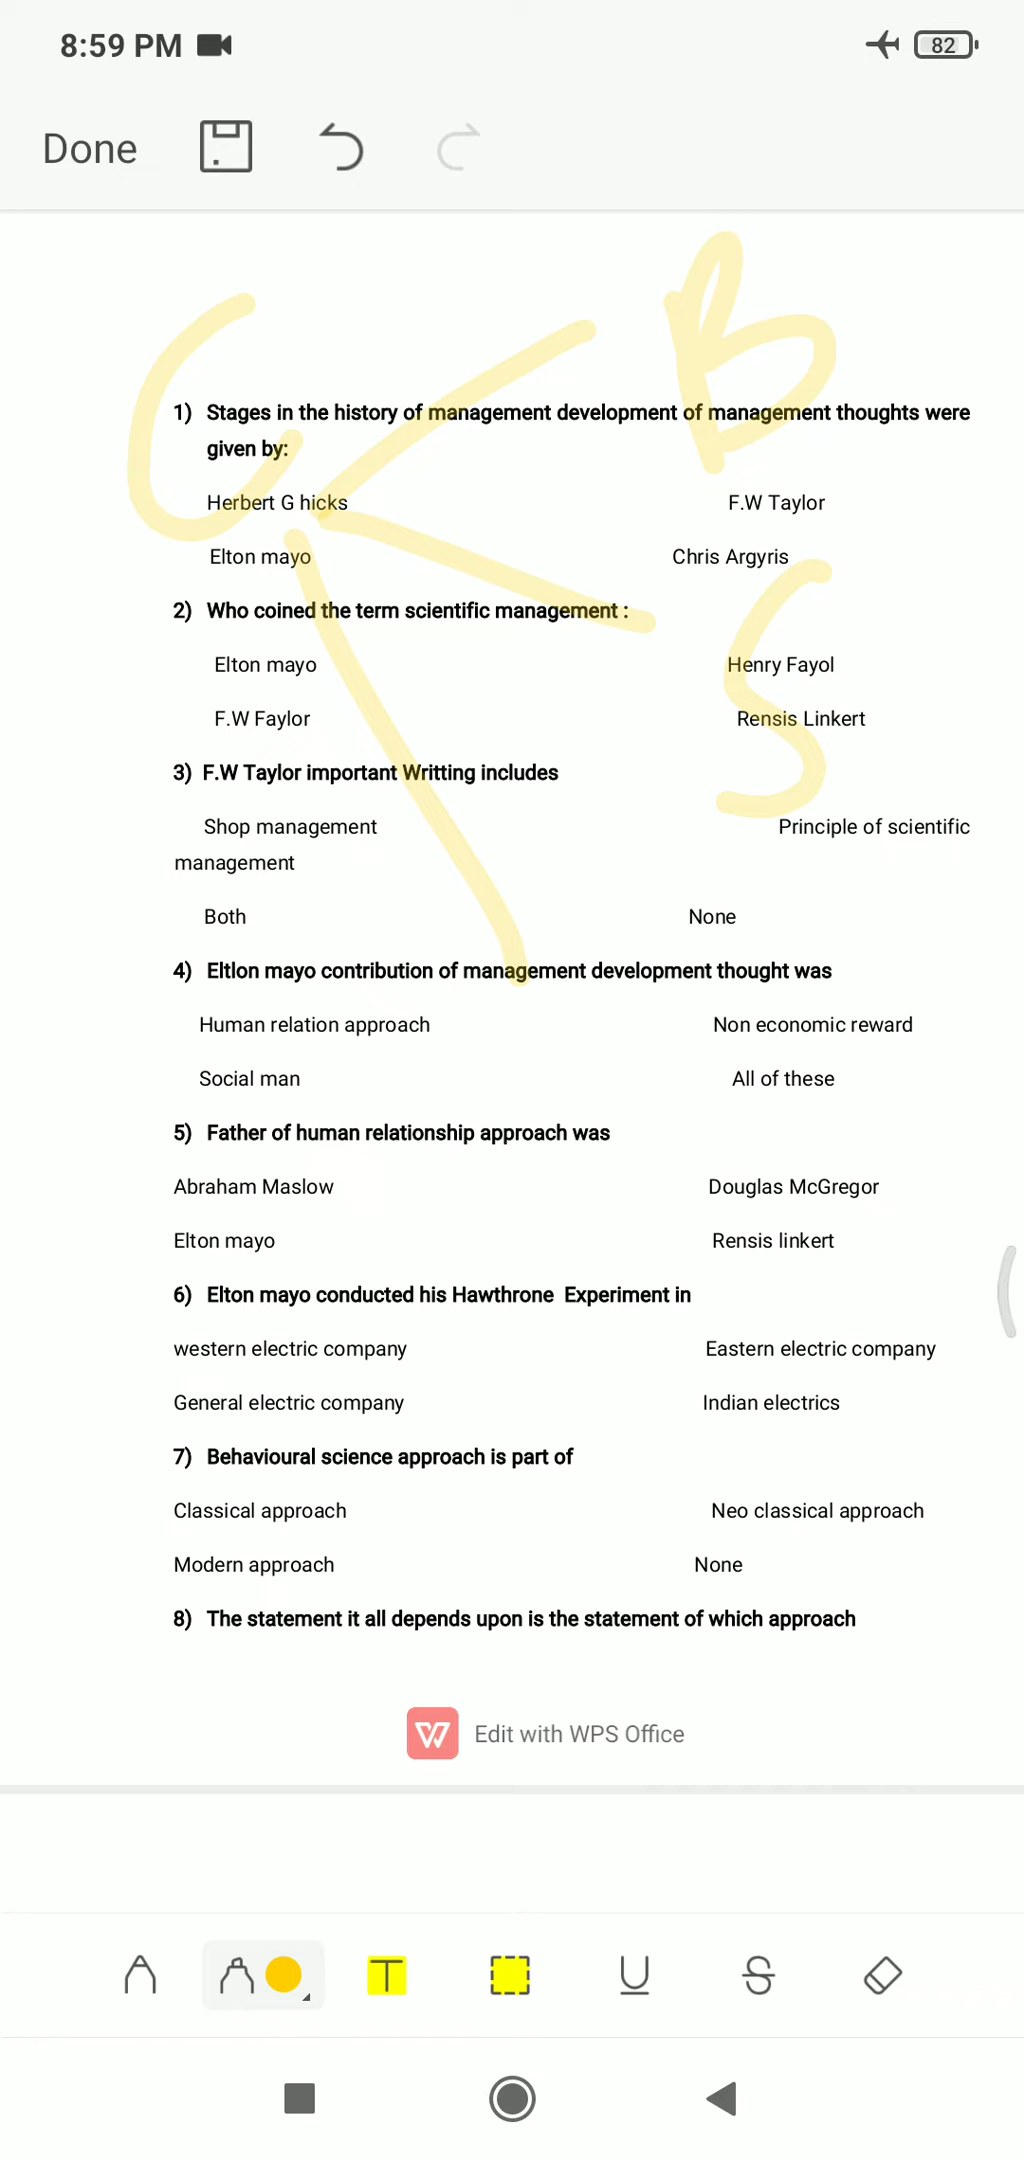 8:59 PM 82
Done
C B
S
1) Stages in the history of management development of management thoughts were
given by:
Herbert G hicks F.W Taylor
Elton mayo Chris Argyris
2) Who coined the term scientific management :
Elton mayo Henry Fayol
F.W Faylor Rensis Linkert
3) F.W Taylor important Writting includes
Shop management Principle of scientific
management
Both None
4) Eltlon mayo contribution of management development thought was
Human relation approach Non economic reward
Social man All of these
5) Father of human relationship approach was
Abraham Maslow Douglas McGregor
Elton mayo Rensis linkert
6) Elton mayo conducted his Hawthrone Experiment in
western electric company Eastern electric company
General electric company Indian electrics
7) Behavioural science approach is part of
Classical approach Neo classical approach
Modern approach None
8) The statement it all depends upon is the statement of which approach
Edit with WPS Office
T U S